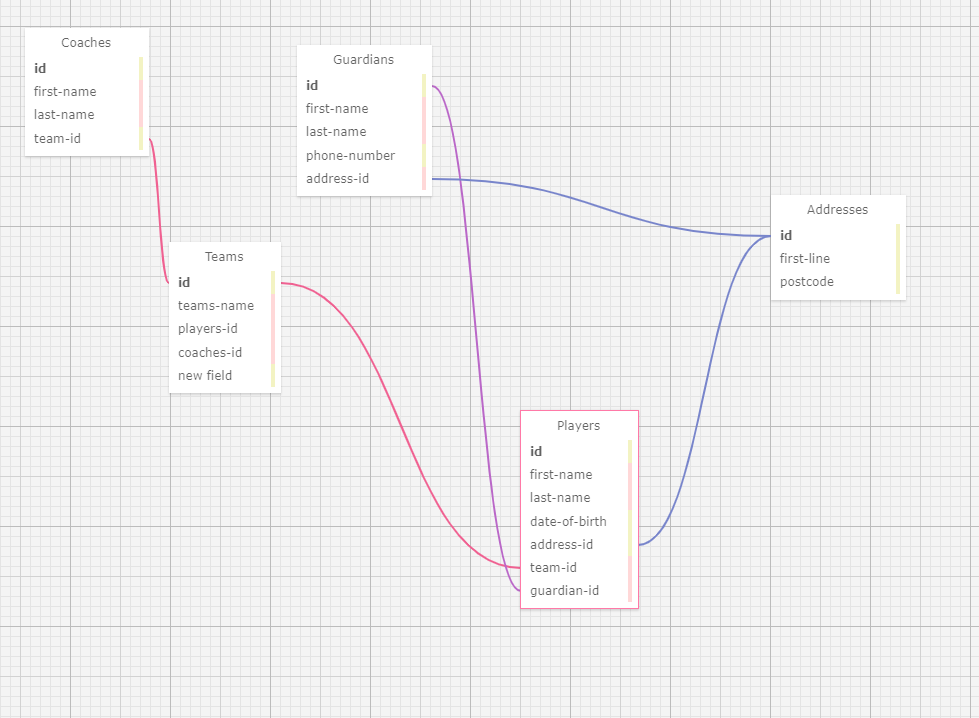 Coaches
id
first-name
last-name
team-id
Guardians
id
first-name
last-name
phone-number
address-id
Addresses
id
first-line
postcode
Teams
id
teams-name
players-id
coaches-id
new field
Players
id
first-name
last-name
date-of-birth
address-id
team-id
guardian-id